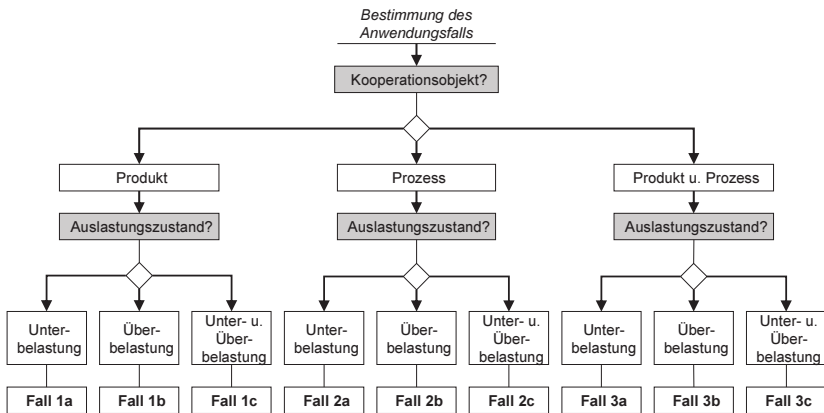 Bestimmung des
Anwendungsfalls
Kooperationsobjekt?
Produkt
Prozess
Produkt u. Prozess
Auslastungszustand?
Auslastungszustand?
Auslastungszustand?
Unter-
belastung
Über-
belastung
Unter- u.
Über-
belastung
Unter-
belastung
Über-
belastung
Unter- u.
Über-
belastung
Unter-
belastung
Über-
belastung
Unter- u.
Über-
belastung
Fall 1a
Fall 1b
Fall 1c
Fall 2a
Fall 2b
Fall 2c
Fall 3a
Fall 3b
Fall 3c